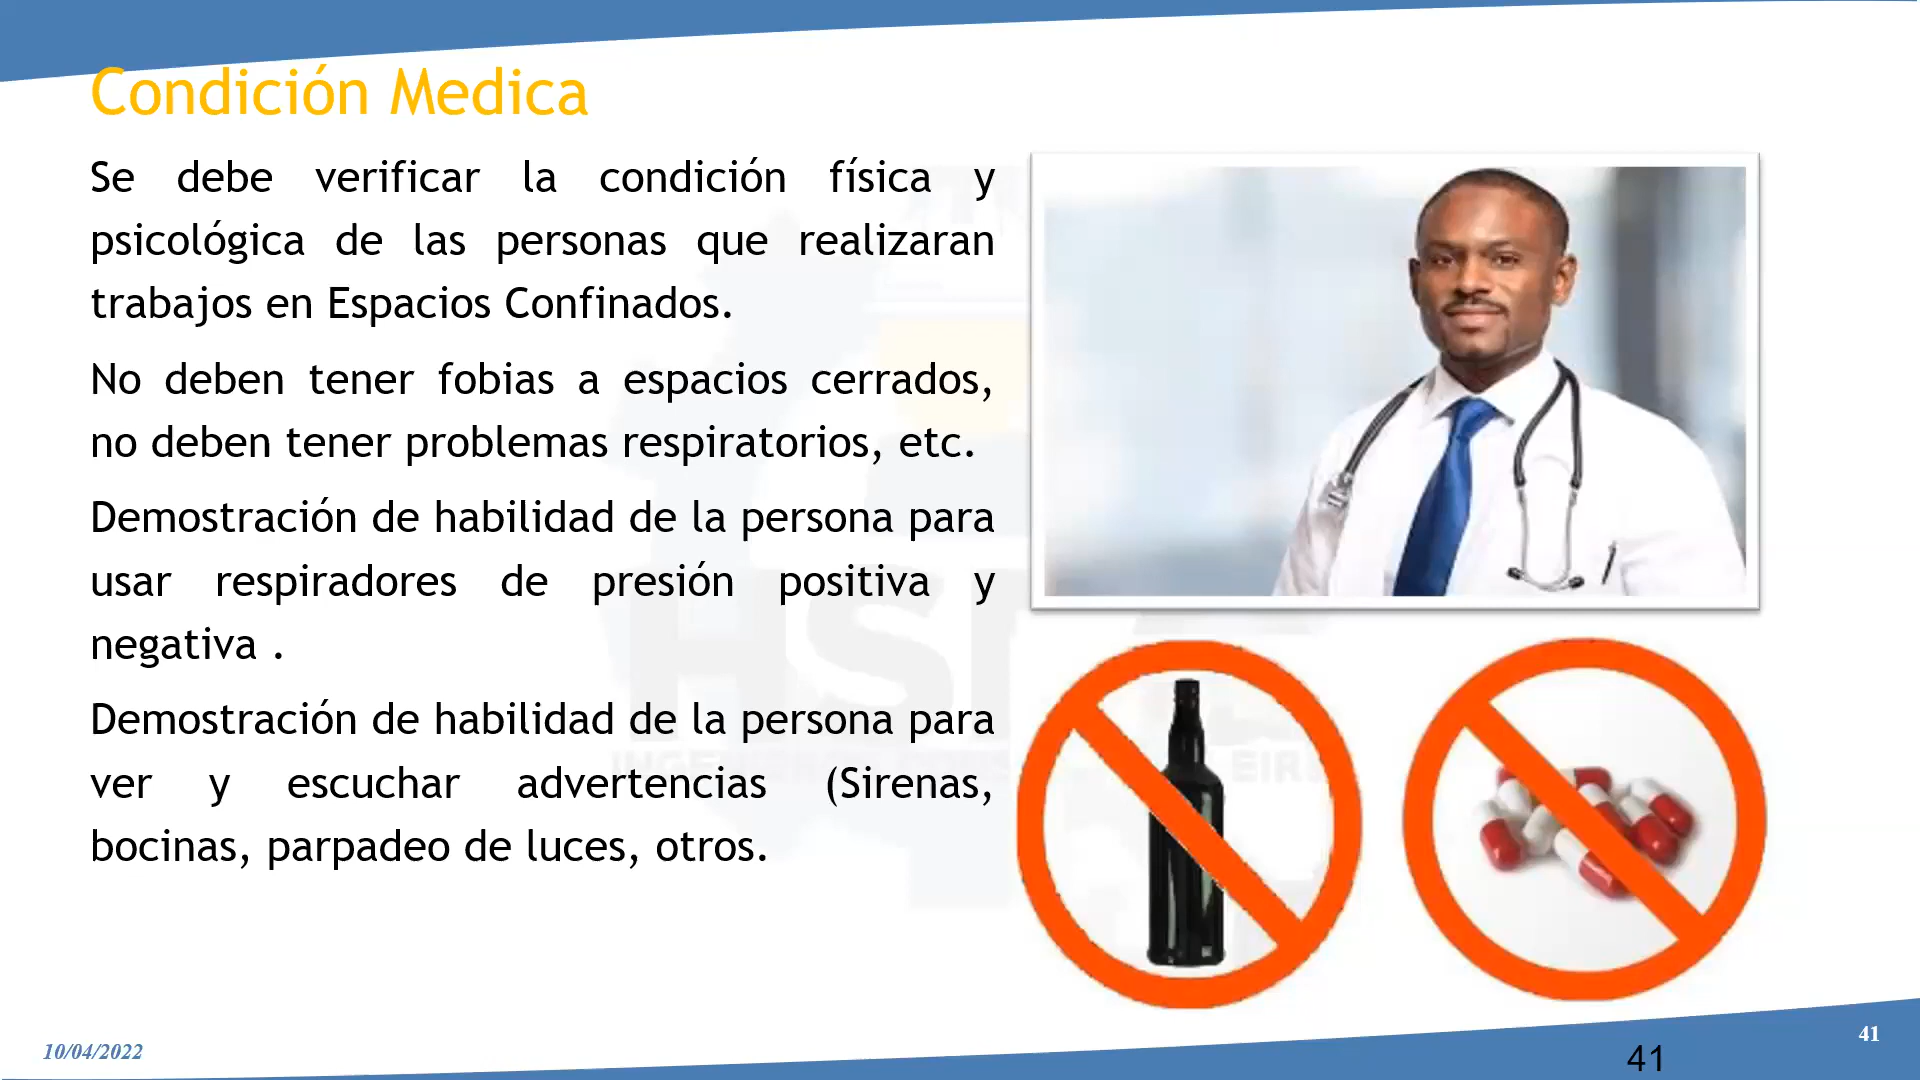 Condición Medica
Se debe verificar la condición física y
psicológica de las personas que realizaran
trabajos en Espacios Confinados.
No deben tener fobias a espacios cerrados,
no deben tener problemas respiratorios, etc.
Demostración de habilidad de la persona para
usar respiradores de presión positiva y
negativa .
Demostración de habilidad de la persona para
ver y escuchar advertencias (Sirenas,
bocinas, parpadeo de luces, otros.
10/04/2022
41
41